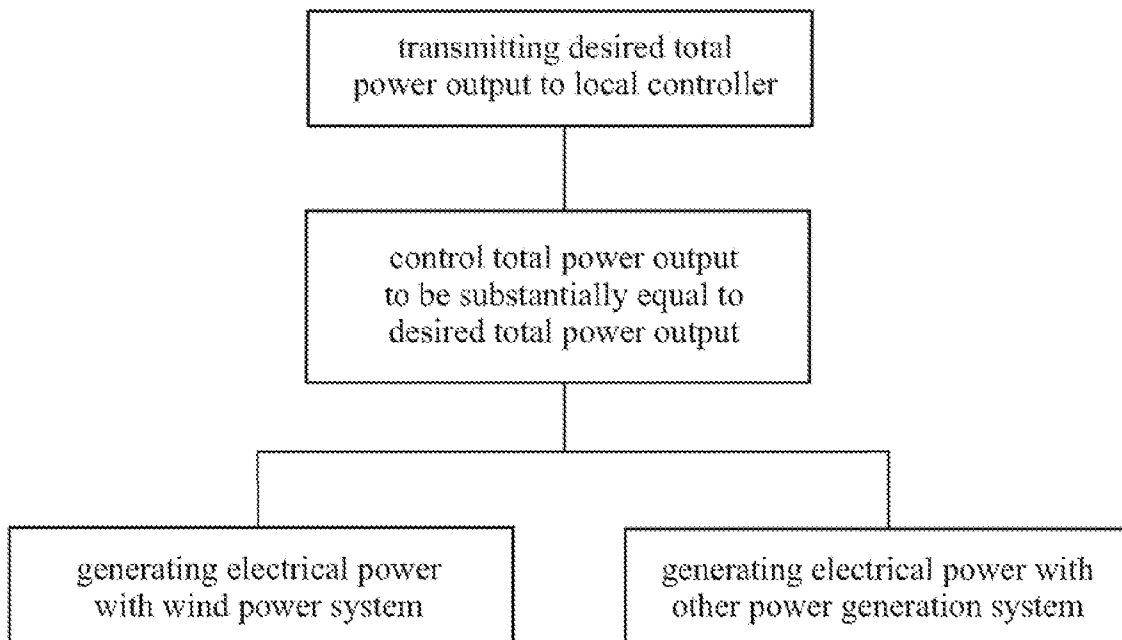 transmitting desired total
power output to local controller
control total power output
to be substantially equal to
desired total power output
generating electrical power
with wind power system
generating electrical power with
other power generation system